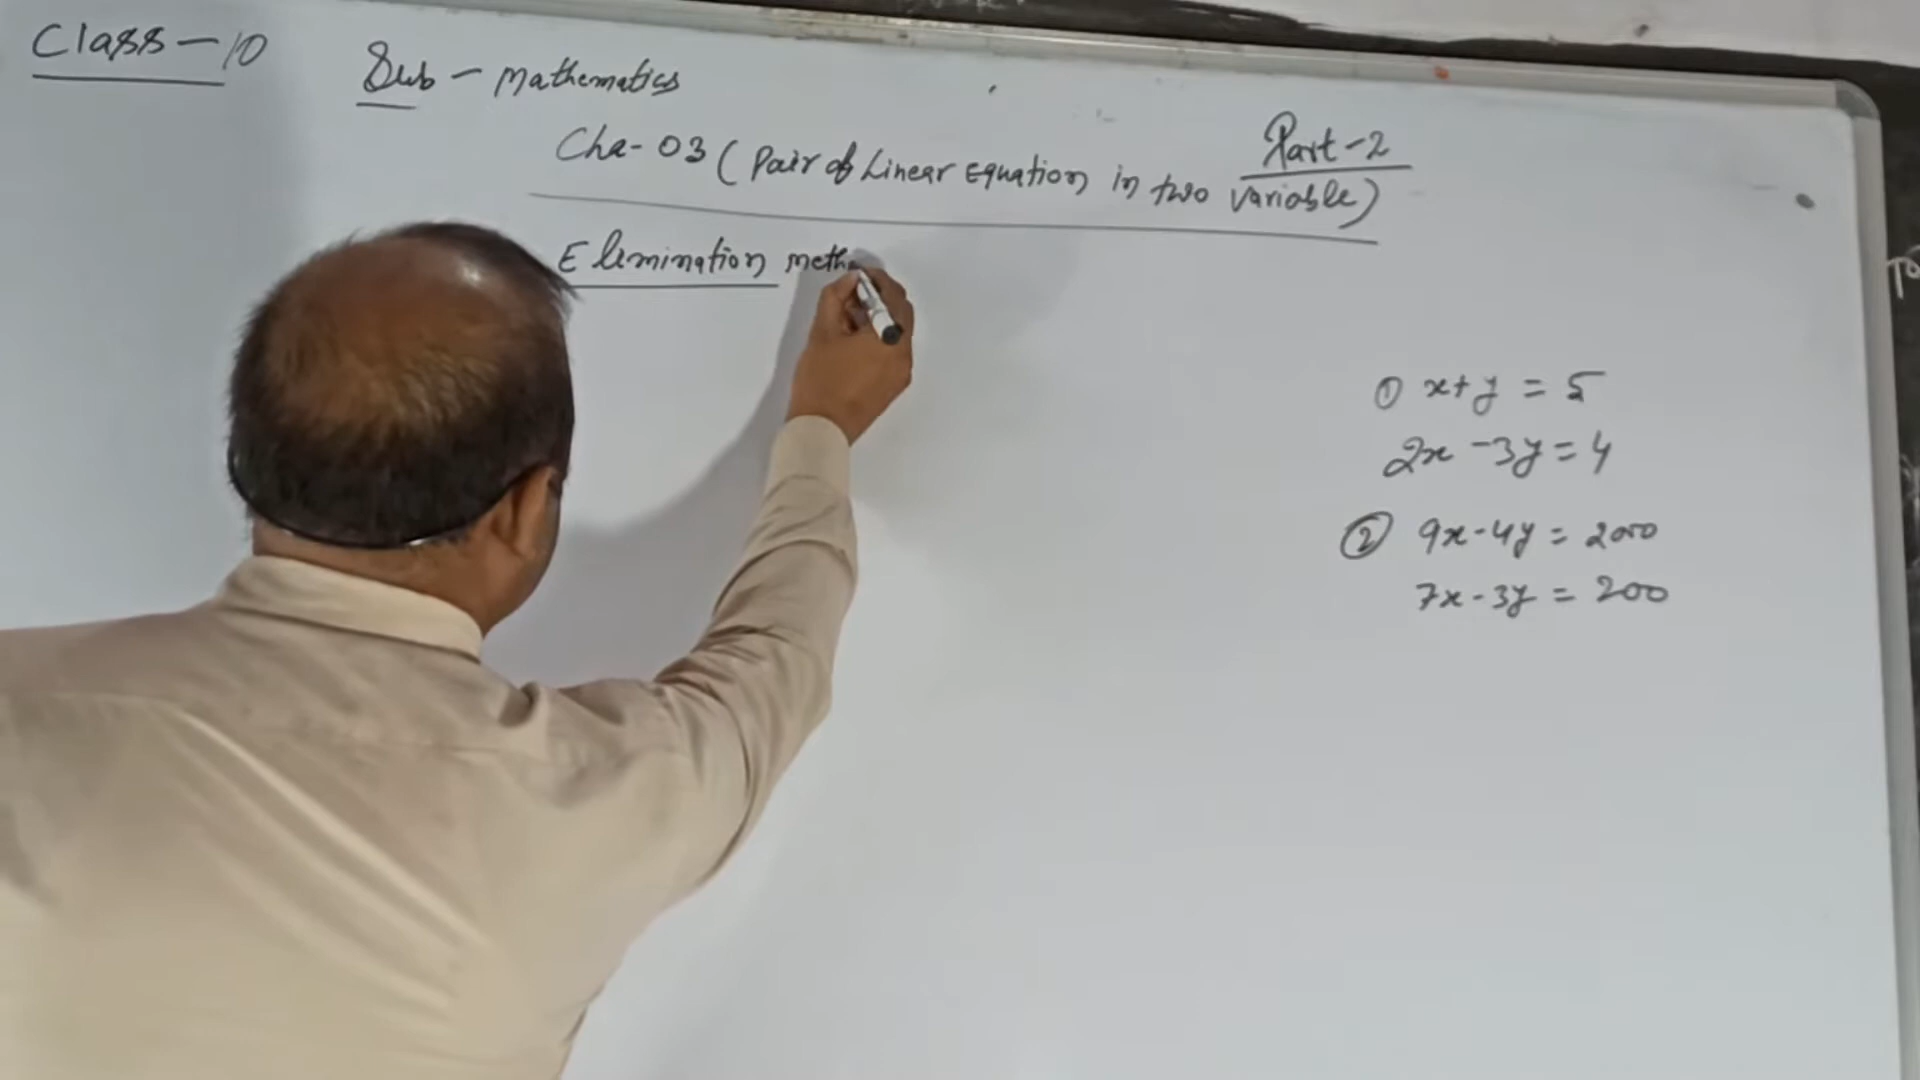 Class-10
Sub - Mathematics
Part-2
Cha-03 (Pair of Linear Equation in two variable)
Elimination meth
① x+y = 5
2x -3y = 4
② 9x-4y = 2000
7x-3y = 200